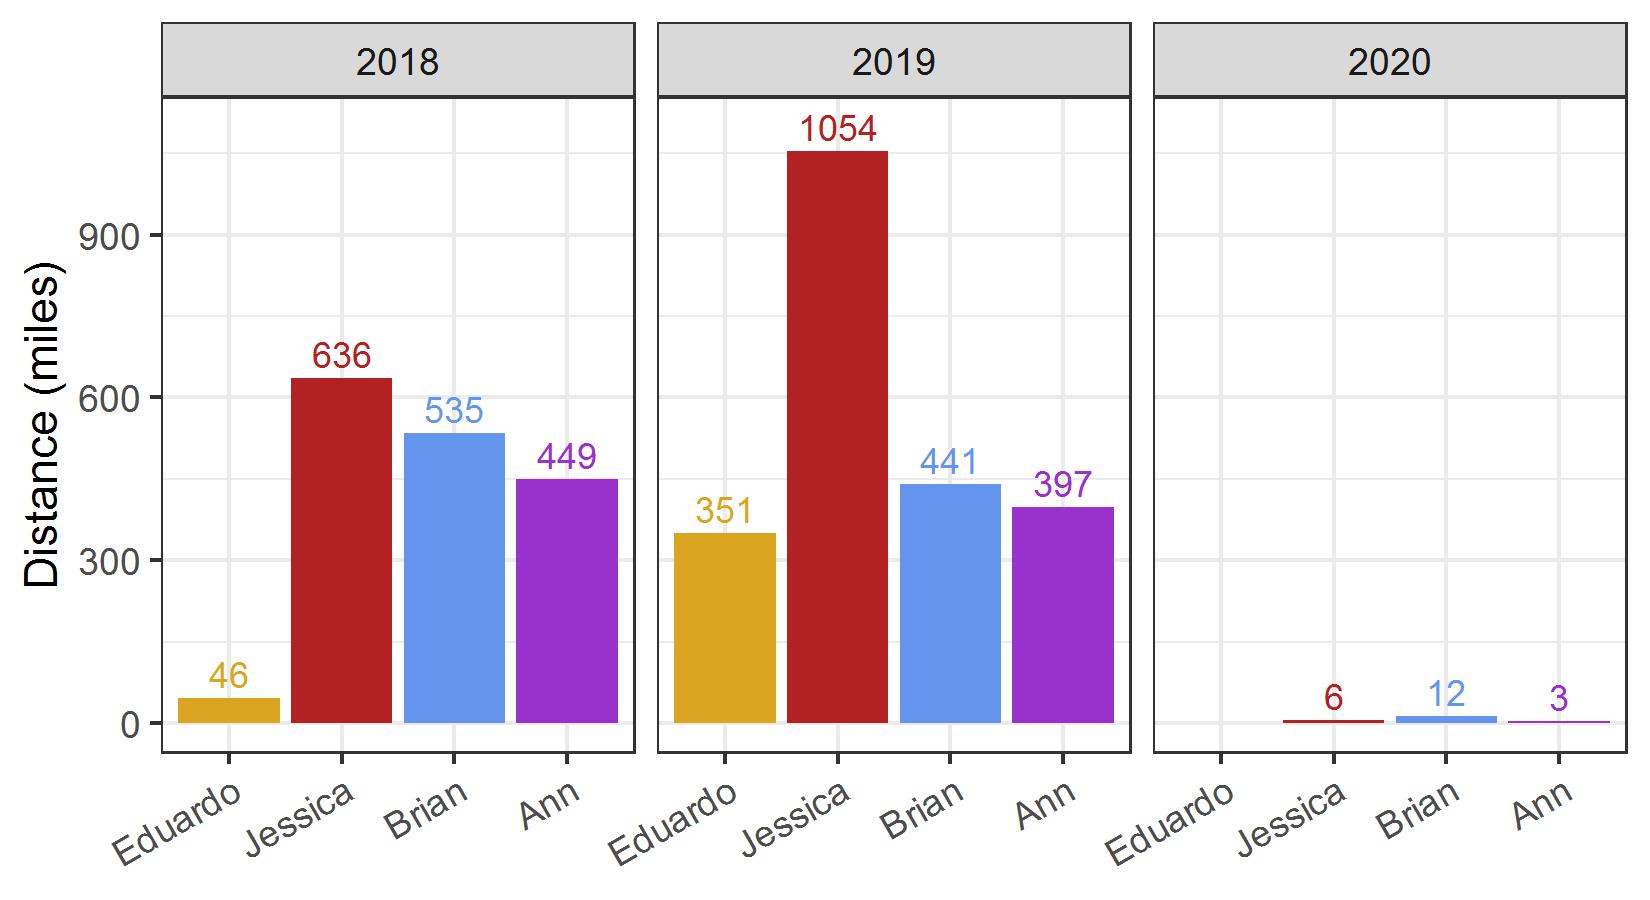 2018
2019
2020
Distance (miles)
900
600
300
0
46
636
535
449
351
1054
441
397
6
12
3
Eduardo
Jessica
Brian
Ann
Eduardo
Jessica
Brian
Ann
Eduardo
Jessica
Brian
Ann